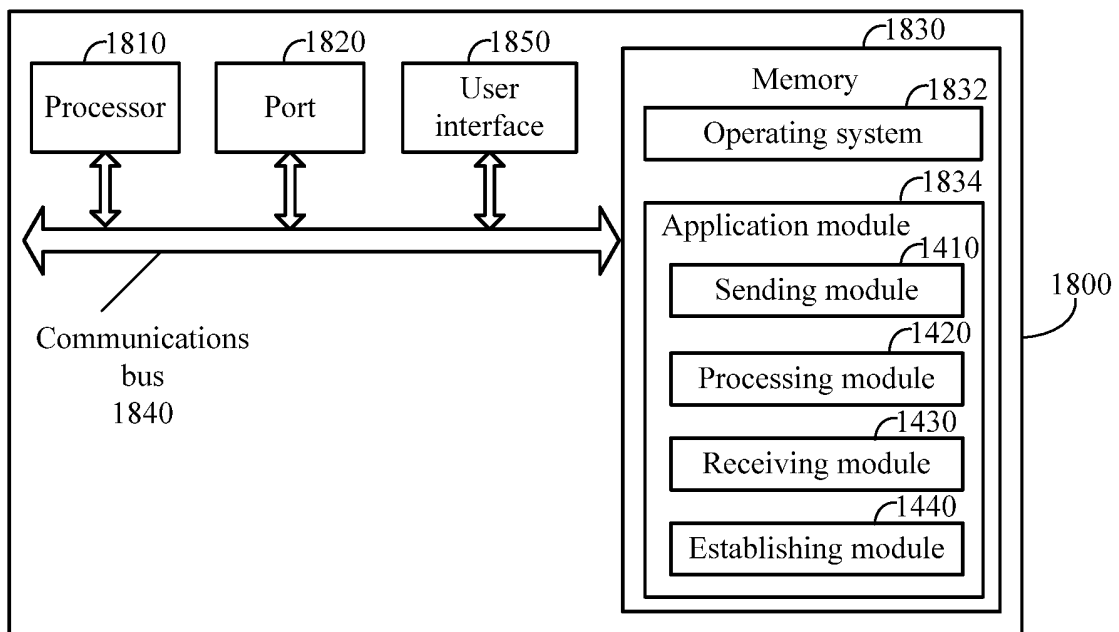 1810
Processor
1820
Port
1850
User
interface
1830
Memory
1832
Operating system
1834
Application module
1410
Sending module
1420
Processing module
1430
Receiving module
1440
Establishing module
1800
Communications
bus
1840